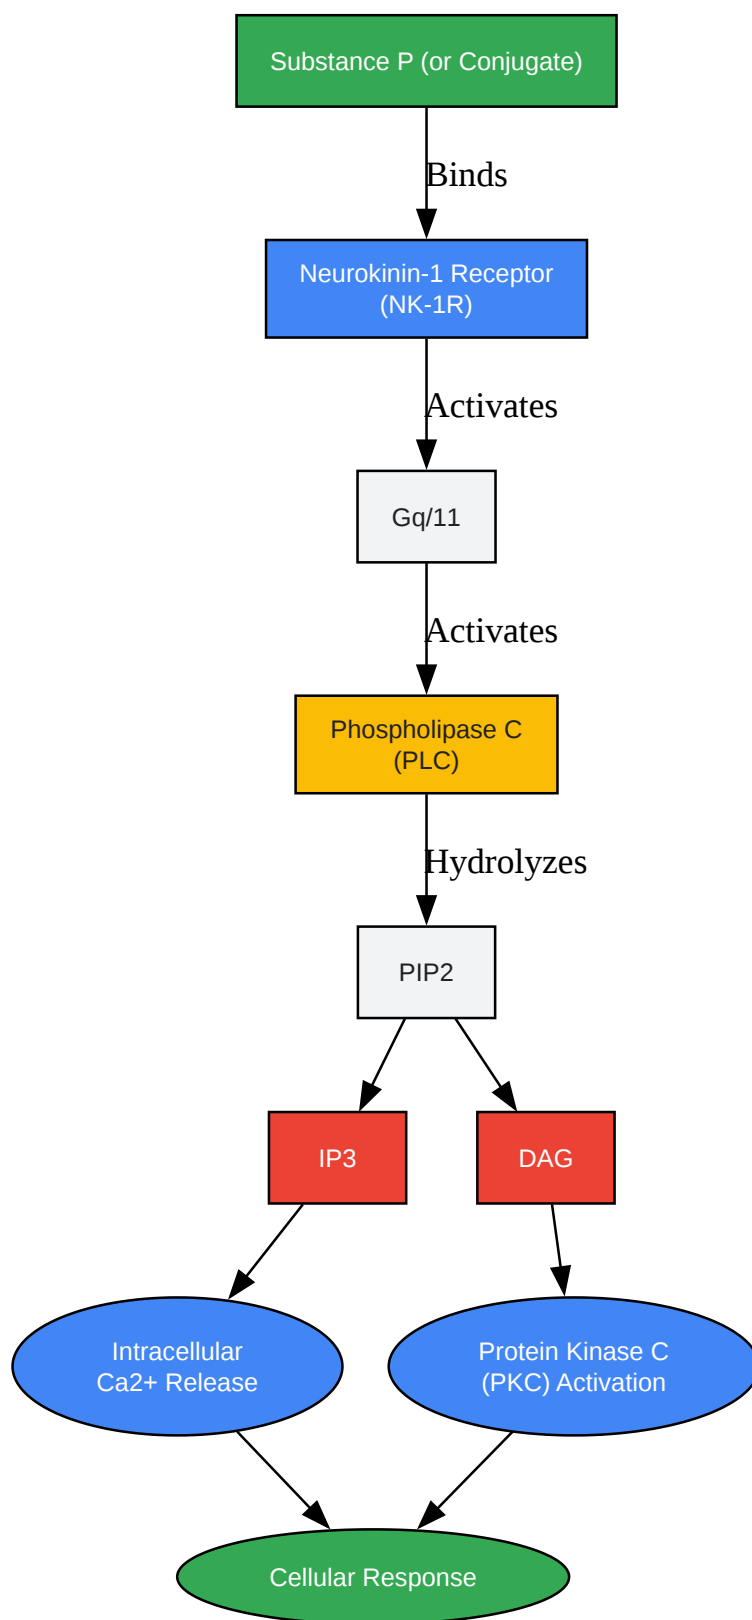 Substance P (or Conjugate)
Binds
Neurokinin-1 Receptor
(NK-1R)
Activates
Gq/11
Activates
Phospholipase C
(PLC)
Hydrolyzes
PIP2
IP3
DAG
Intracellular
Ca2+ Release
Protein Kinase C
(PKC) Activation
Cellular Response